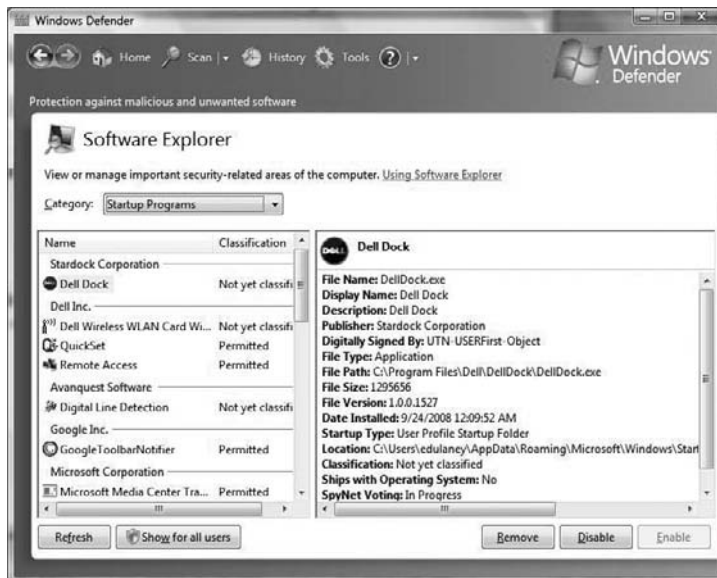 Windows Defender
Home Scan History Tools ?
Windows
Defender
Protection against malicious and unwanted software
Software Explorer
View or manage important security-related areas of the computer. Using Software Explorer
Category: Startup Programs
Name Classification
Stardock Corporation
Dell Dock Not yet classifi
Dell Inc.
Dell Wireless WLAN Card Wi... Not yet classifi
QuickSet Permitted
Remote Access Permitted
Avanquest Software
Digital Line Detection Not yet classifi
Google Inc.
GoogleToolbarNotifier Permitted
Microsoft Corporation
Microsoft Media Center Tra... Permitted
DELL Dell Dock
File Name: DellDock.exe
Display Name: Dell Dock
Description: Dell Dock
Publisher: Stardock Corporation
Digitally Signed By: UTN-USERFirst-Object
File Type: Application
File Path: C:\Program Files\Dell\DellDock\DellDock.exe
File Size: 1295656
File Version: 1.0.0.1527
Date Installed: 9/24/2008 12:09:52 AM
Startup Type: User Profile Startup Folder
Location: C:\Users\edulaney\AppData\Roaming\Microsoft\Windows\Start
Classification: Not yet classified
Ships with Operating System: No
SpyNet Voting: In Progress
Refresh Show for all users Remove Disable Enable